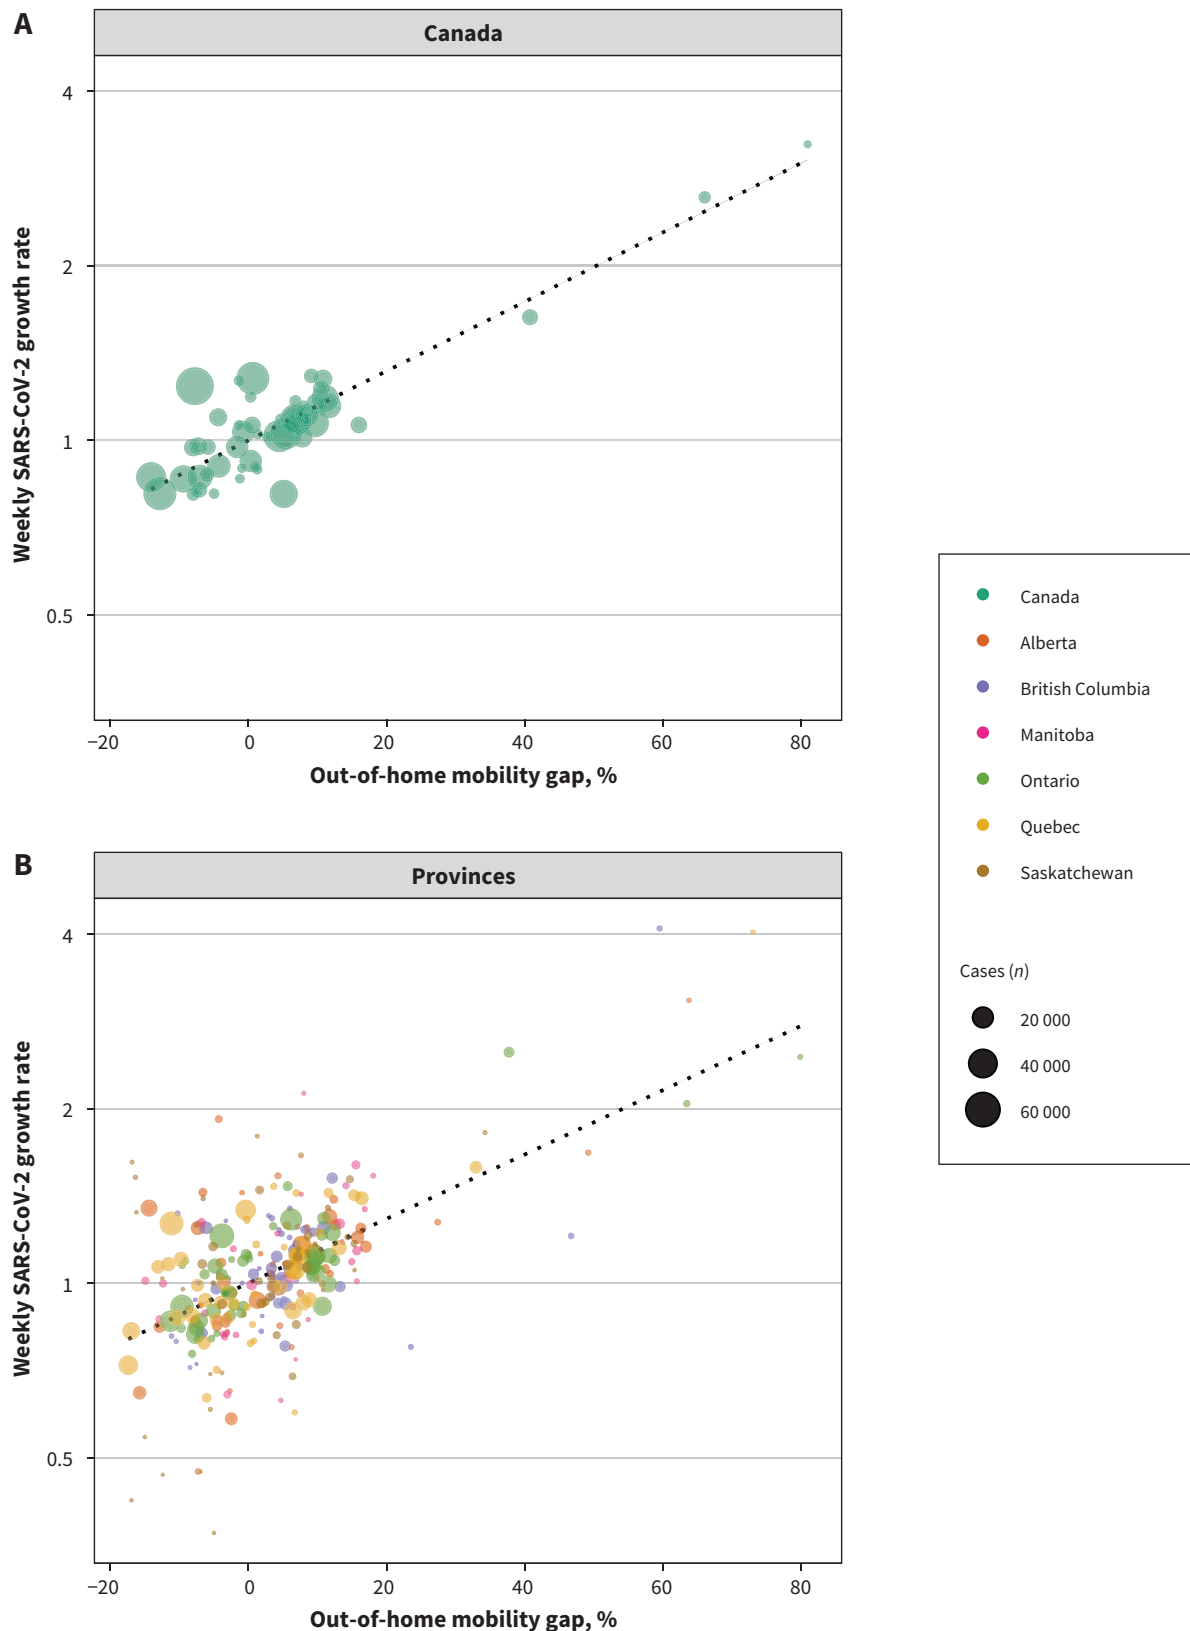 A
Canada
4
2
1
0.5
Weekly SARS-CoV-2 growth rate
−20 0 20 40 60 80
Out-of-home mobility gap, %
Canada
Alberta
British Columbia
Manitoba
Ontario
Quebec
Saskatchewan
Cases (n)
20 000
40 000
60 000
B
Provinces
4
2
1
0.5
Weekly SARS-CoV-2 growth rate
−20 0 20 40 60 80
Out-of-home mobility gap, %